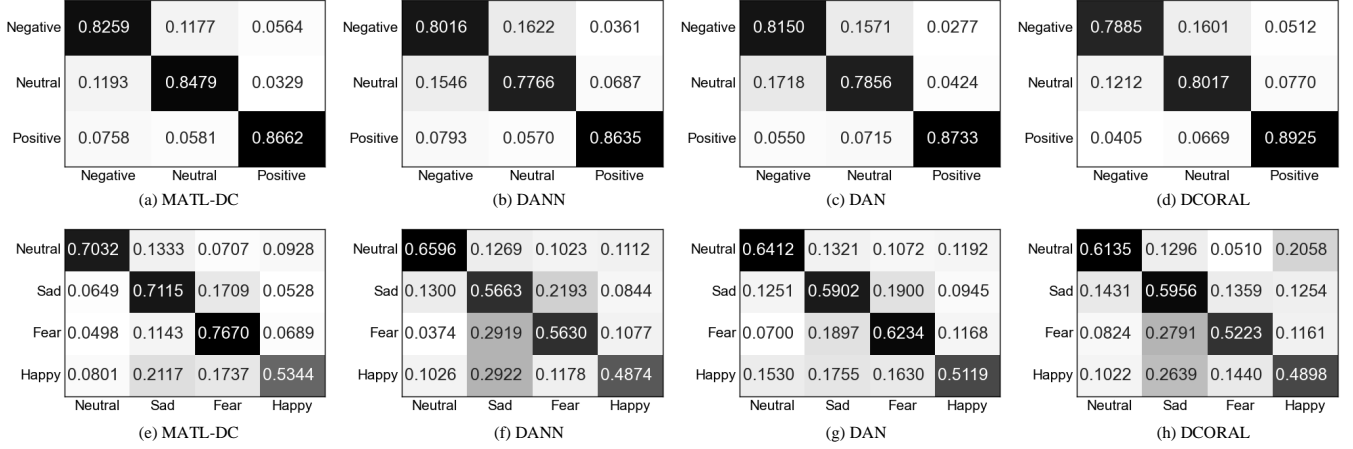 Negative 0.8259 0.1177 0.0564 Negative 0.8016 0.1622 0.0361 Negative 0.8150 0.1571 0.0277 Negative 0.7885 0.1601 0.0512
Neutral 0.1193 0.8479 0.0329 Neutral 0.1546 0.7766 0.0687 Neutral 0.1718 0.7856 0.0424 Neutral 0.1212 0.8017 0.0770
Positive 0.0758 0.0581 0.8662 Positive 0.0793 0.0570 0.8635 Positive 0.0550 0.0715 0.8733 Positive 0.0405 0.0669 0.8925
Negative Neutral Positive Negative Neutral Positive Negative Neutral Positive Negative Neutral Positive
(a) MATL-DC (b) DANN (c) DAN (d) DCORAL
Neutral 0.7032 0.1333 0.0707 0.0928 Neutral 0.6596 0.1269 0.1023 0.1112 Neutral 0.6412 0.1321 0.1072 0.1192 Neutral 0.6135 0.1296 0.0510 0.2058
Sad 0.0649 0.7115 0.1709 0.0528 Sad 0.1300 0.5663 0.2193 0.0844 Sad 0.1251 0.5902 0.1900 0.0945 Sad 0.1431 0.5956 0.1359 0.1254
Fear 0.0498 0.1143 0.7670 0.0689 Fear 0.0374 0.2919 0.5630 0.1077 Fear 0.0700 0.1897 0.6234 0.1168 Fear 0.0824 0.2791 0.5223 0.1161
Happy 0.0801 0.2117 0.1737 0.5344 Happy 0.1026 0.2922 0.1178 0.4874 Happy 0.1530 0.1755 0.1630 0.5119 Happy 0.1022 0.2639 0.1440 0.4898
Neutral Sad Fear Happy Neutral Sad Fear Happy Neutral Sad Fear Happy Neutral Sad Fear Happy
(e) MATL-DC (f) DANN (g) DAN (h) DCORAL